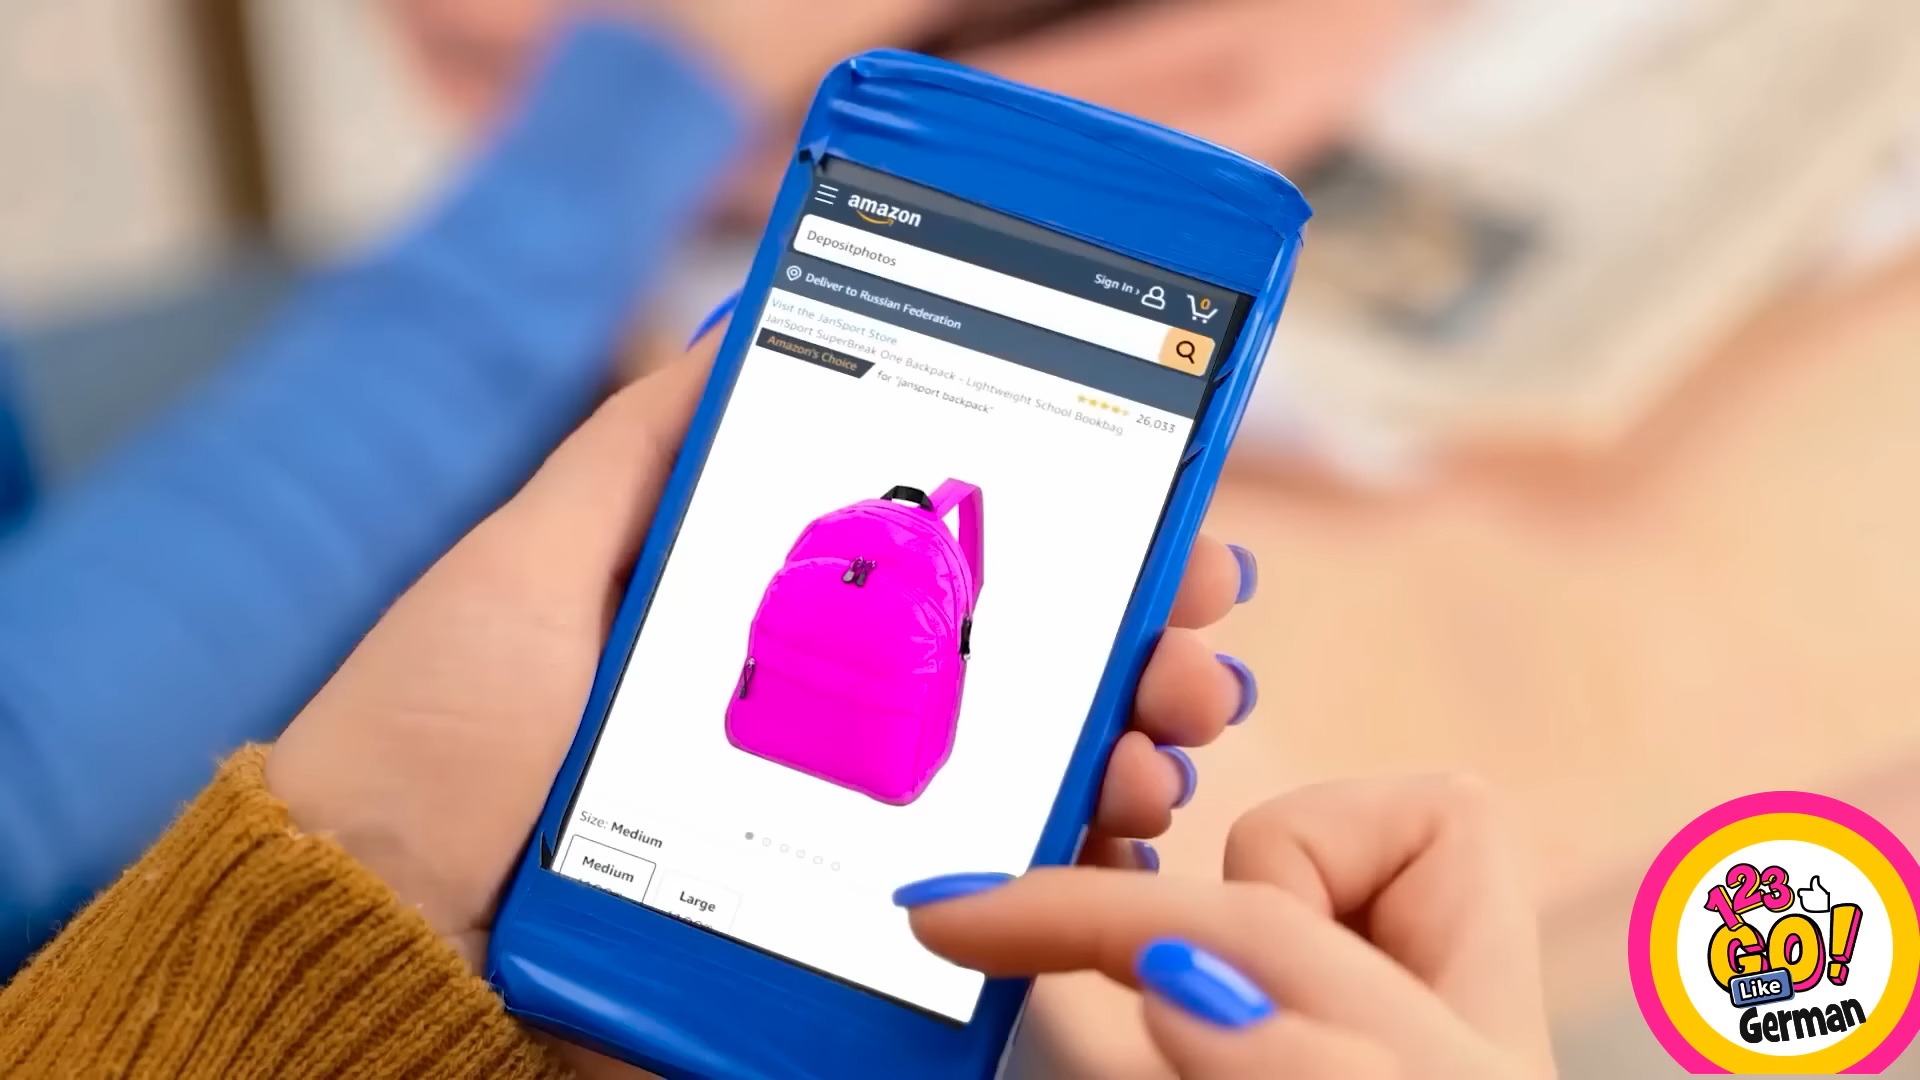 amazon
Depositphotos
Sign In ›
0
Deliver to Russian Federation
Visit the JanSport Store
JanSport SuperBreak One Backpack - Lightweight School Bookbag
26,033
Amazon's Choice
for "jansport backpack"
Size: Medium
Medium
Large
123
GO!
Like
German